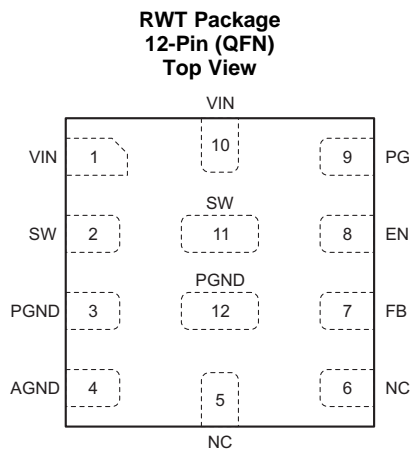 RWT Package
12-Pin (QFN)
Top View
VIN
VIN 1 10 9 PG
SW
SW 2 11 8 EN
PGND
PGND 3 12 7 FB
AGND 4 5 6 NC
NC